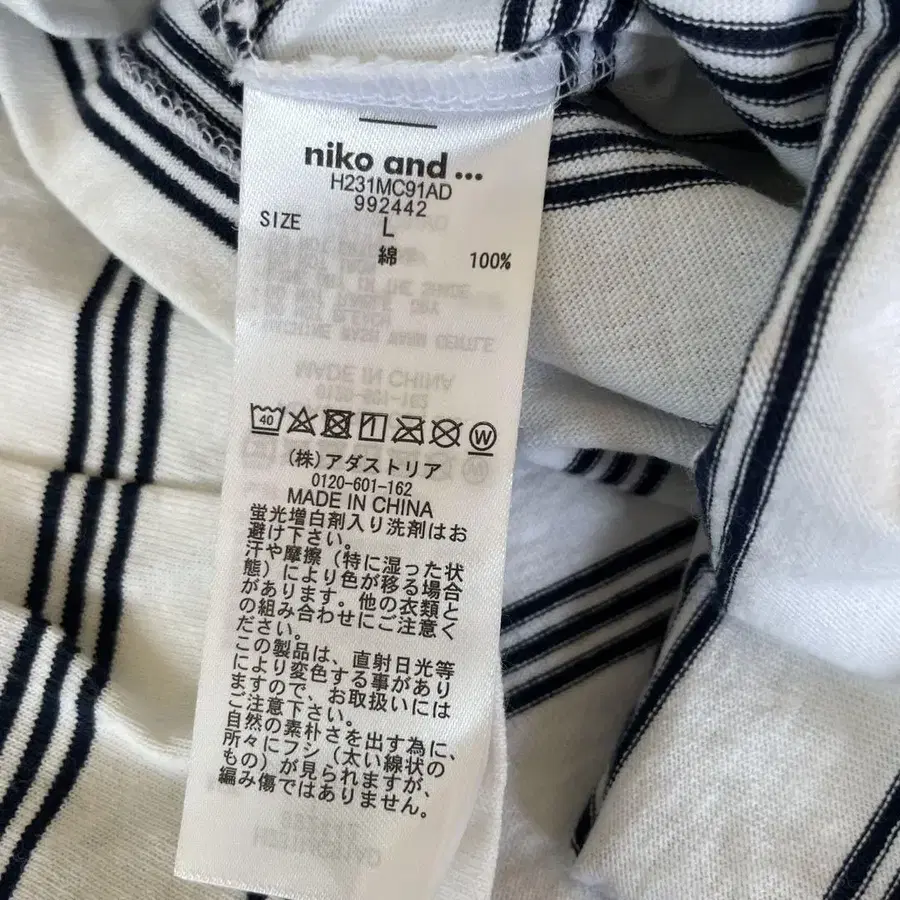 niko and ...
H231MC91AD
992442
SIZE L
綿 100%
40 W
(株)アダストリア
0120-601-162
MADE IN CHINA
蛍光増白剤入り洗剤はお
避け下さい。
汗や摩擦(特に湿った状
態)により色が移る場合
があります。他の衣類と
の組み合わせにご注意く
ださい。
この製品は、直射日光等
により変色する事があり
ますので、お取扱いには
ご注意下さい。
自然の素朴さを出す為に、
所々にフシ(太い線状の
もの)が見られますが、
編み傷ではありません。